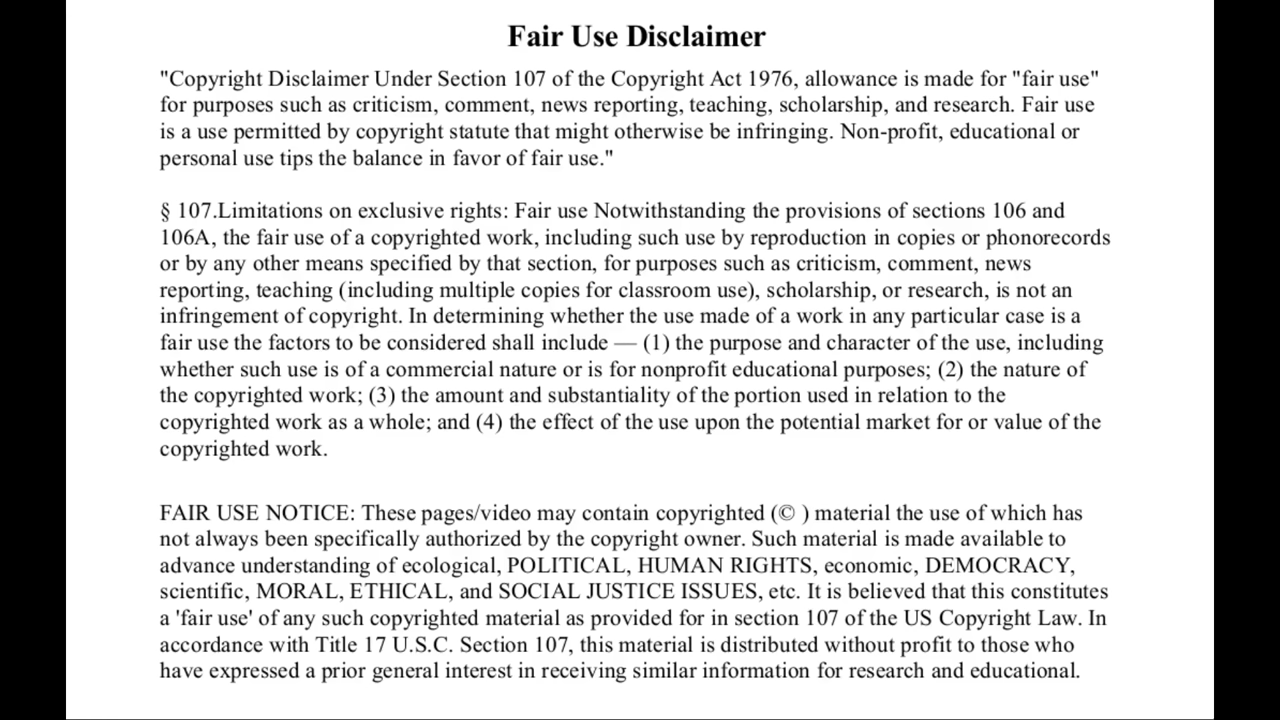 Fair Use Disclaimer
"Copyright Disclaimer Under Section 107 of the Copyright Act 1976, allowance is made for "fair use"
for purposes such as criticism, comment, news reporting, teaching, scholarship, and research. Fair use
is a use permitted by copyright statute that might otherwise be infringing. Non-profit, educational or
personal use tips the balance in favor of fair use."
§ 107.Limitations on exclusive rights: Fair use Notwithstanding the provisions of sections 106 and
106A, the fair use of a copyrighted work, including such use by reproduction in copies or phonorecords
or by any other means specified by that section, for purposes such as criticism, comment, news
reporting, teaching (including multiple copies for classroom use), scholarship, or research, is not an
infringement of copyright. In determining whether the use made of a work in any particular case is a
fair use the factors to be considered shall include — (1) the purpose and character of the use, including
whether such use is of a commercial nature or is for nonprofit educational purposes; (2) the nature of
the copyrighted work; (3) the amount and substantiality of the portion used in relation to the
copyrighted work as a whole; and (4) the effect of the use upon the potential market for or value of the
copyrighted work.
FAIR USE NOTICE: These pages/video may contain copyrighted (© ) material the use of which has
not always been specifically authorized by the copyright owner. Such material is made available to
advance understanding of ecological, POLITICAL, HUMAN RIGHTS, economic, DEMOCRACY,
scientific, MORAL, ETHICAL, and SOCIAL JUSTICE ISSUES, etc. It is believed that this constitutes
a 'fair use' of any such copyrighted material as provided for in section 107 of the US Copyright Law. In
accordance with Title 17 U.S.C. Section 107, this material is distributed without profit to those who
have expressed a prior general interest in receiving similar information for research and educational.